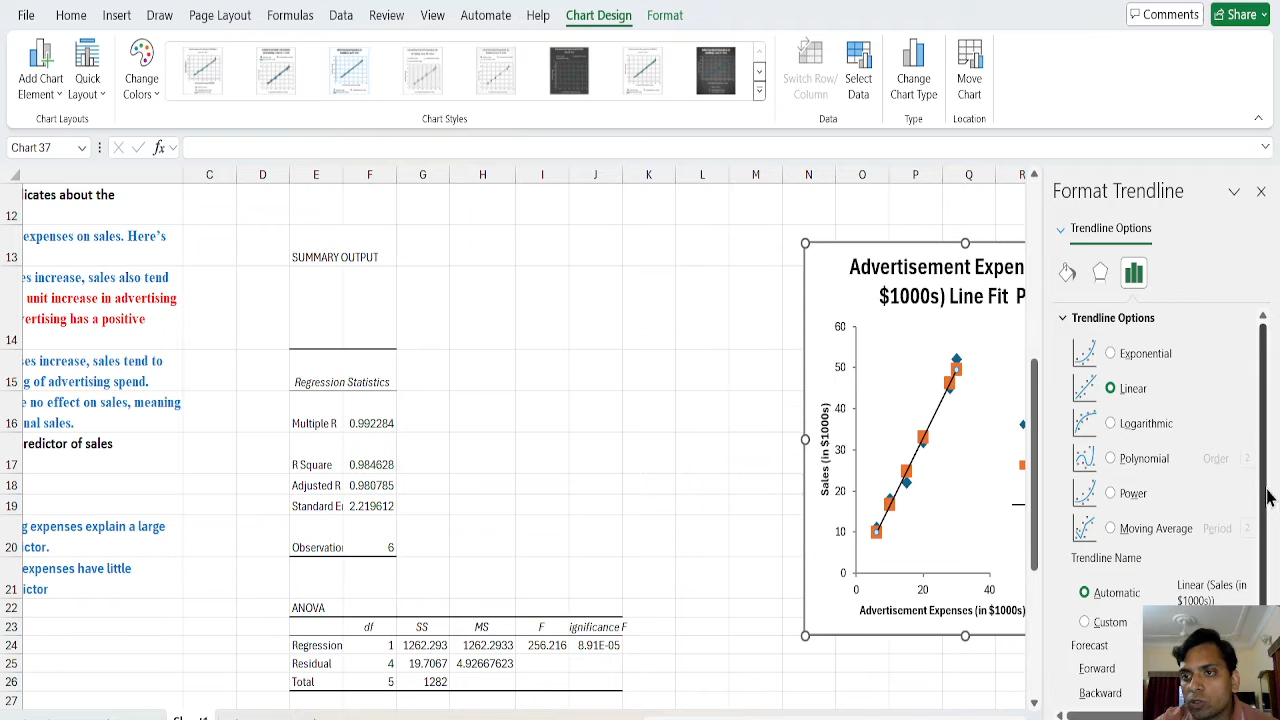 Home
Insert
Draw
Page Layout
Formulas
Data
Review
View
Automate
Help
Chart Design
Format
Comments
Share
Add Chart
Quick
Layout
Change
Colors
Switch Row/
Column
Select
Data
Change
Chart Type
Move
Chart
Chart Layouts
Chart Styles
Data
Type
Location
Chart 37
fx
C D E F G H I J K L M N O P Q R
icates about the
12
expenses on sales. Here's
13 SUMMARY OUTPUT
es increase, sales also tend
unit increase in advertising
vertising has a positive
14
es increase, sales tend to
15 g of advertising spend.
Regression Statistics
e no effect on sales, meaning
16 nal sales.
Multiple R 0.992284
redictor of sales
17 R Square 0.984628
18 Adjusted R 0.980785
19 Standard Er 2.219612
g expenses explain a large
20 ctor.
Observation 6
expenses have little
21 ictor
22 ANOVA
23 df SS MS F ignificance F
24 Regression 1 1262.293 1262.2933 256.216 8.91E-05
25 Residual 4 19.7067 4.92667623
26 Total 5 1282
27
Advertisement Expen
$1000s) Line Fit P
Sales (in $1000s)
60
50
40
30
20
10
0
0 20 40
Advertisement Expenses (in $1000s)
Format Trendline
Trendline Options
Trendline Options
Exponential
Linear
Logarithmic
Polynomial Order 2
Power
Moving Average Period 2
Trendline Name
Automatic Linear (Sales (in
$1000s))
Custom
Forecast
Forward
Backward